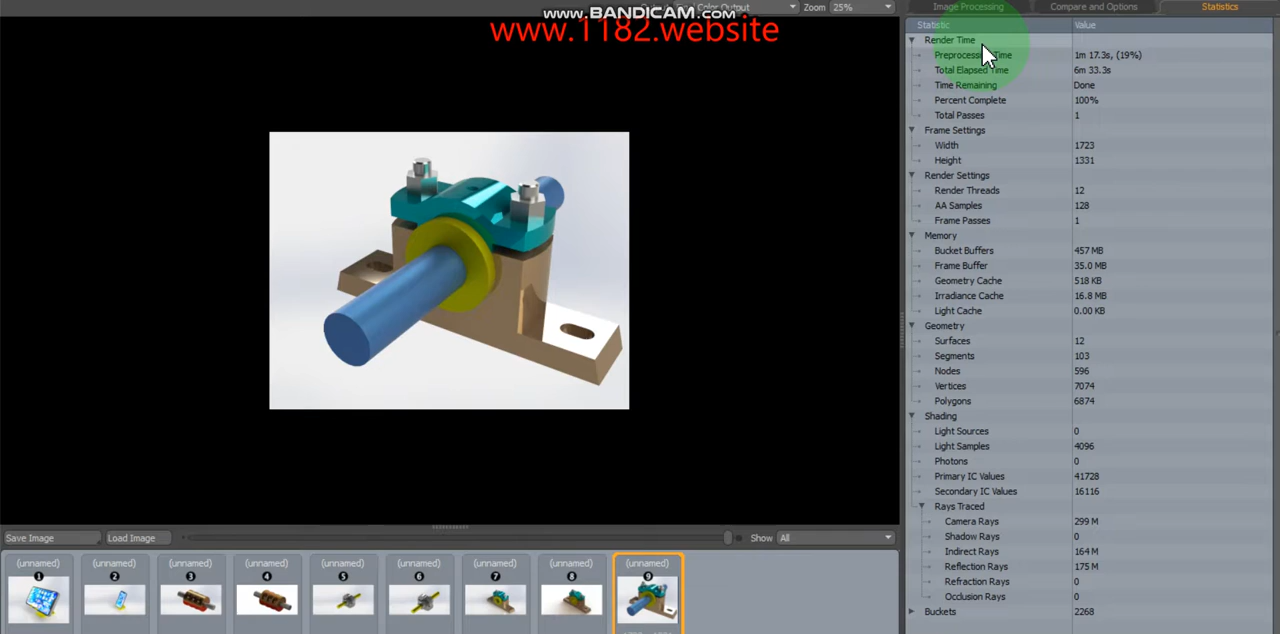 www.BANDICAM.com
www.1182.website
Color Output
Zoom 25%
Image Processing
Compare and Options
Statistics
Statistic Value
Render Time
Time 1m 17.3s, (19%)
Total Elapsed Time 6m 33.3s
Time Remaining Done
Percent Complete 100%
Total Passes 1
Frame Settings
Width 1723
Height 1331
Render Settings
Render Threads 12
AA Samples 128
Frame Passes 1
Memory
Bucket Buffers 457 MB
Frame Buffer 35.0 MB
Geometry Cache 518 KB
Irradiance Cache 16.8 MB
Light Cache 0.00 KB
Geometry
Surfaces 12
Segments 103
Nodes 596
Vertices 7074
Polygons 6874
Shading
Light Sources 0
Light Samples 4096
Photons 0
Primary IC Values 41728
Secondary IC Values 16116
Rays Traced
Camera Rays 299 M
Shadow Rays 0
Indirect Rays 164 M
Reflection Rays 175 M
Refraction Rays 0
Occlusion Rays 0
Buckets 2268
Save Image
Load Image
Show All
(unnamed) (unnamed) (unnamed) (unnamed) (unnamed) (unnamed) (unnamed) (unnamed) (unnamed)
1 2 3 4 5 6 7 8 9